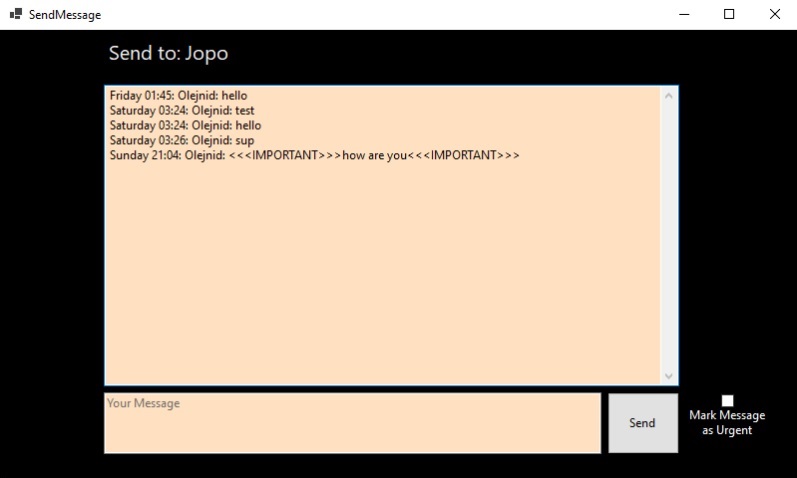 SendMessage
Send to: Jopo
Friday 01:45: Olejnid: hello
Saturday 03:24: Olejnid: test
Saturday 03:24: Olejnid: hello
Saturday 03:26: Olejnid: sup
Sunday 21:04: Olejnid: <<<IMPORTANT>>>how are you<<<IMPORTANT>>>
Your Message
Send
Mark Message
as Urgent